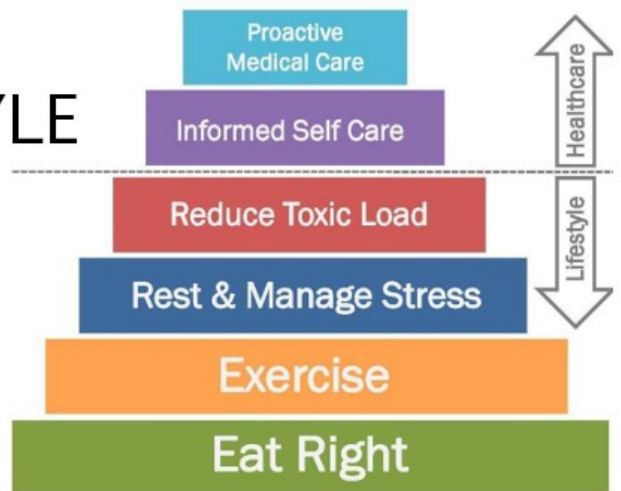 Proactive
Medical Care
YLE
Informed Self Care
Healthcare
Reduce Toxic Load
Lifestyle
Rest & Manage Stress
Exercise
Eat Right